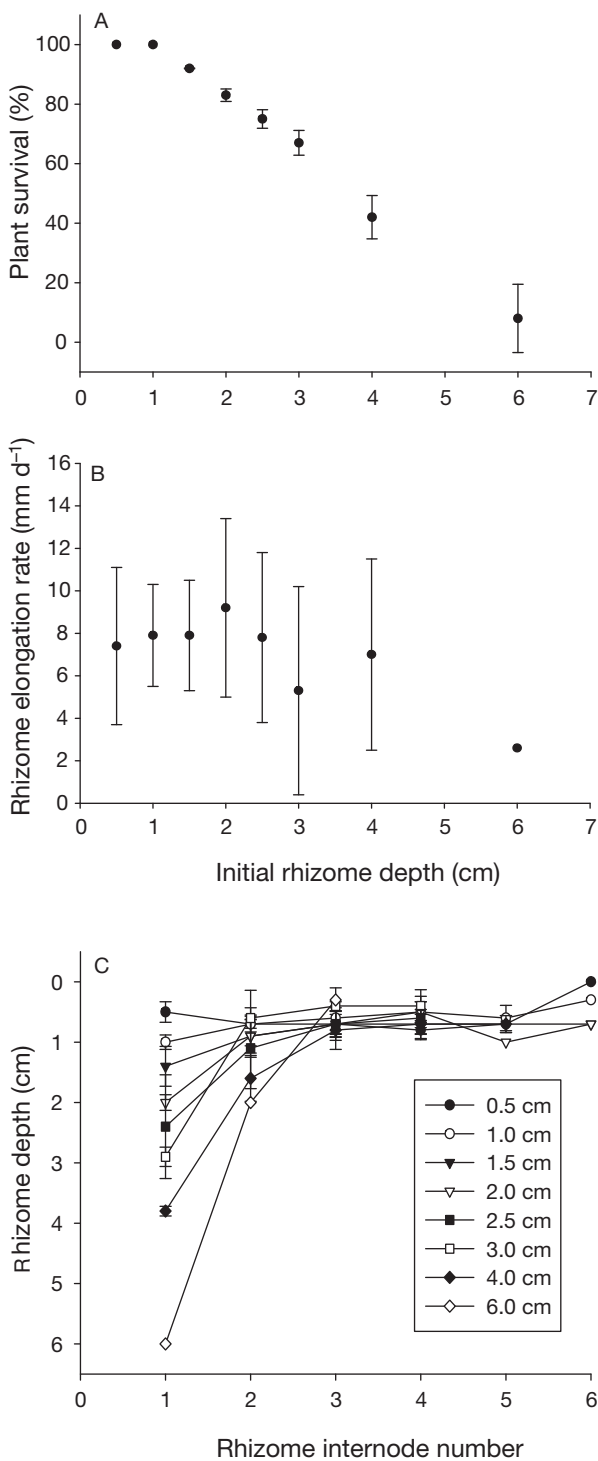 A
100
80
60
40
20
0
Plant survival (%)
0 1 2 3 4 5 6 7
B
16
14
12
10
8
6
4
2
0
Rhizome elongation rate (mm d⁻¹)
0 1 2 3 4 5 6 7
Initial rhizome depth (cm)
C
0
1
2
3
4
5
6
Rhizome depth (cm)
0.5 cm
1.0 cm
1.5 cm
2.0 cm
2.5 cm
3.0 cm
4.0 cm
6.0 cm
0 1 2 3 4 5 6
Rhizome internode number